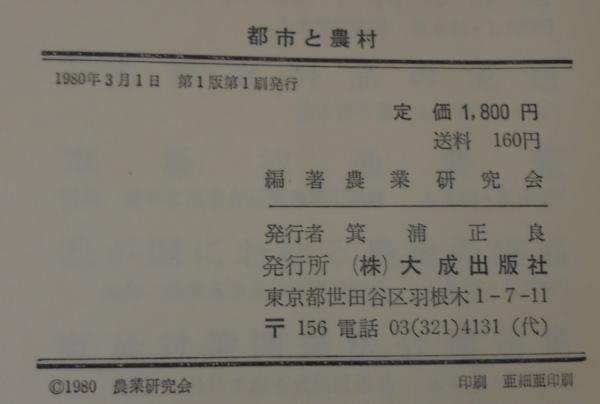 都市と農村
1980年3月1日 第1版第1刷発行
定 価 1,800 円
送料 160円
編 著 農 業 研 究 会
発行者 箕 浦 正 良
発行所 (株) 大 成 出 版 社
東京都世田谷区羽根木 1-7-11
〒 156 電話 03(321)4131 (代)
©1980 農業研究会 印刷 亜細亜印刷